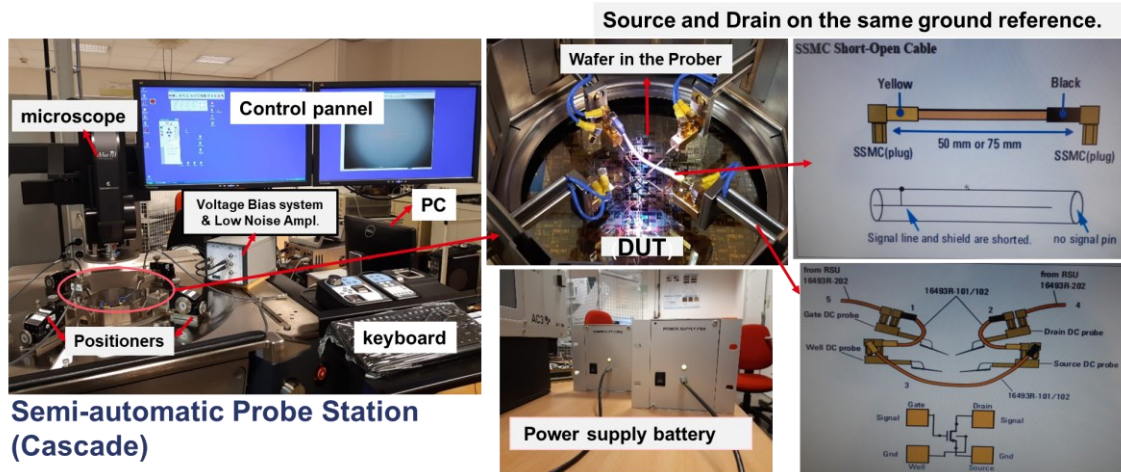 Source and Drain on the same ground reference.
microscope
Control pannel
Voltage Bias system
& Low Noise Ampl.
PC
Positioners
keyboard
Semi-automatic Probe Station
(Cascade)
Wafer in the Prober
(DUT)
AC3
POWER SUPPLY FBN
Power supply battery
SSMC Short-Open Cable
Yellow
Black
50 mm or 75 mm
SSMC(plug)
SSMC(plug)
Signal line and shield are shorted.
no signal pin
from RSU
16493R-202
16493R-101/102
from RSU
16493R-202
5
1
2
4
Gate DC probe
Drain DC probe
Well DC probe
Source DC probe
3
16493R-101/102
Gate
Drain
Signal
Signal
Gnd
Gnd
Well
Source